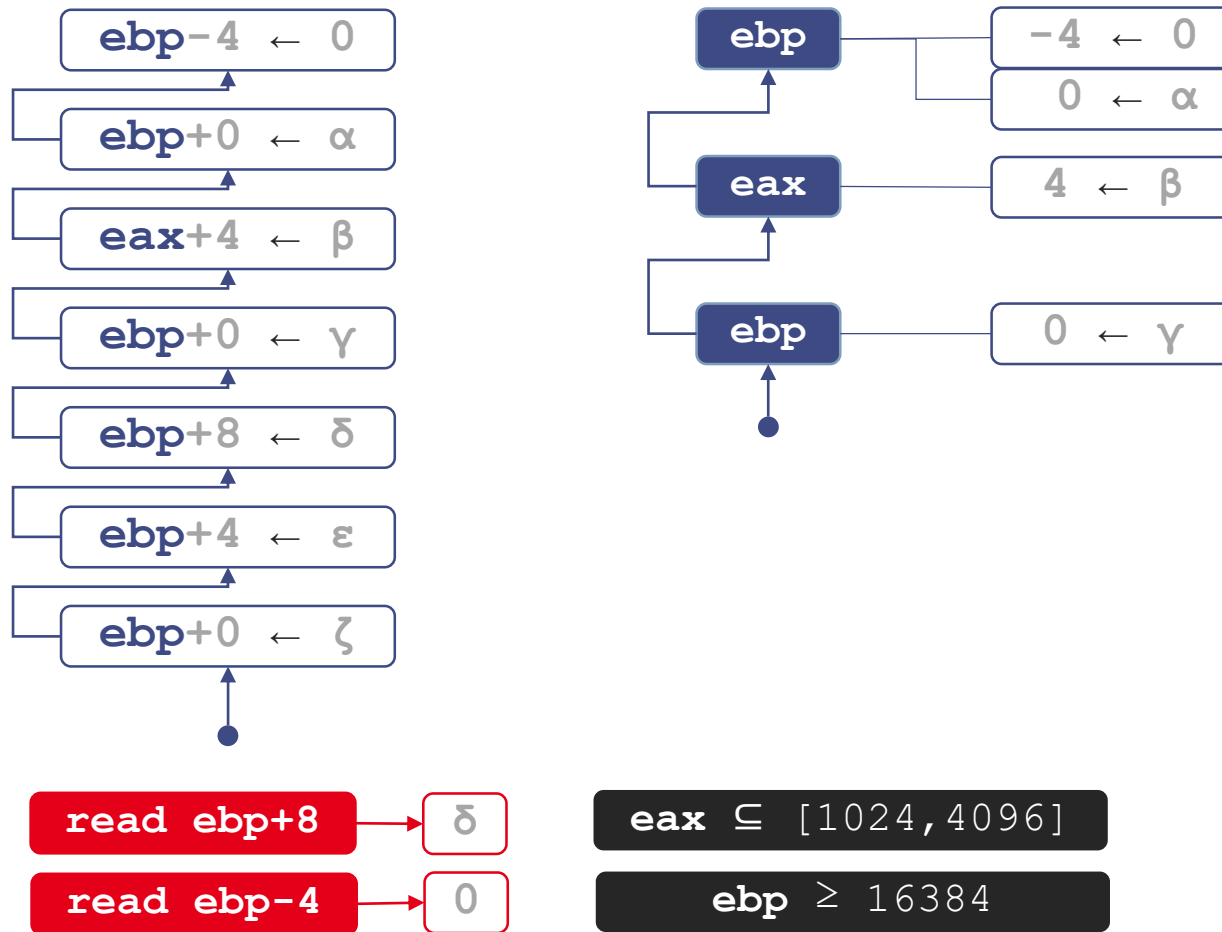 ebp-4 ← 0
ebp+0 ← α
eax+4 ← β
ebp+0 ← γ
ebp+8 ← δ
ebp+4 ← ε
ebp+0 ← ζ
ebp
-4 ← 0
0 ← α
eax
4 ← β
ebp
0 ← γ
read ebp+8
δ
read ebp-4
0
eax ⊆ [1024,4096]
ebp ≥ 16384